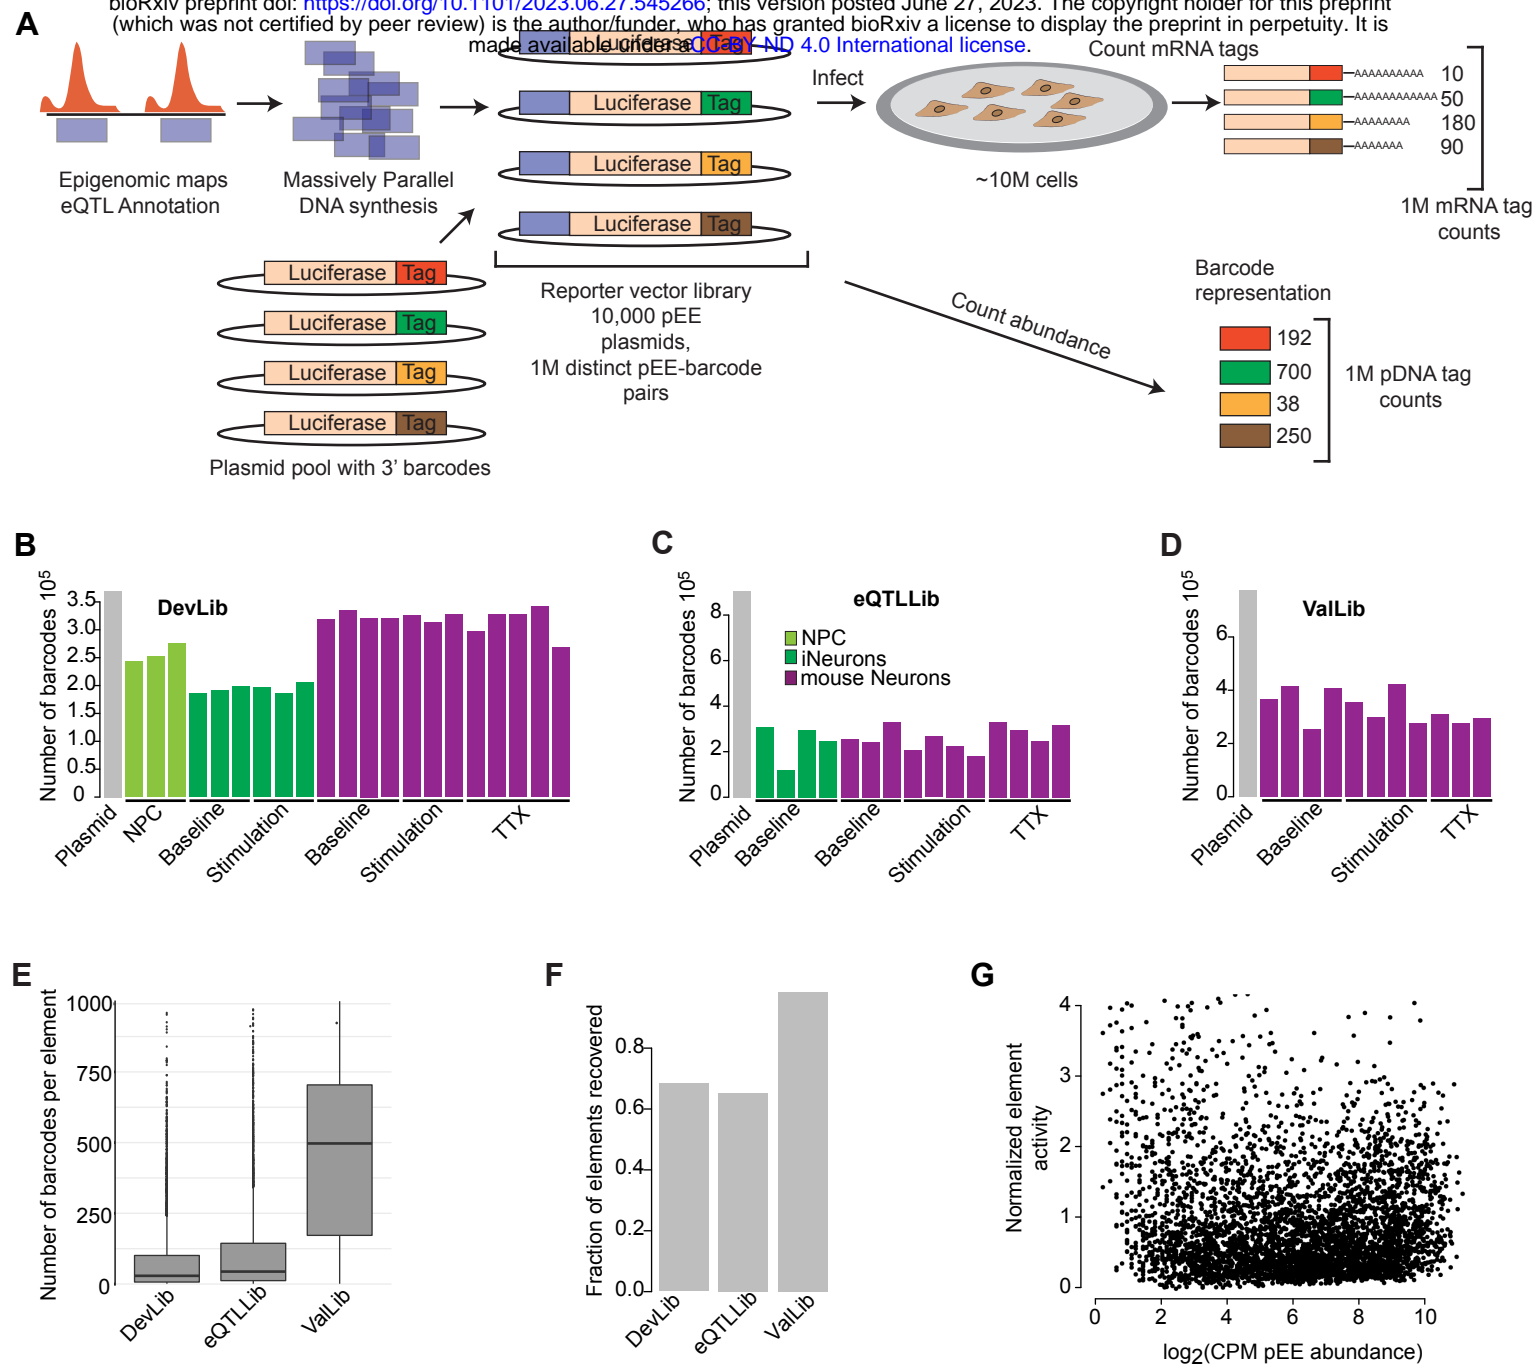 bioRxiv preprint doi: https://doi.org/10.1101/2023.06.27.545266; this version posted June 27, 2023. The copyright holder for this preprint
(which was not certified by peer review) is the author/funder, who has granted bioRxiv a license to display the preprint in perpetuity. It is
made available under aCC-BY-ND 4.0 International license.
A
Epigenomic maps
eQTL Annotation
Massively Parallel
DNA synthesis
Luciferase Tag
Luciferase Tag
Luciferase Tag
Luciferase Tag
Infect
~10M cells
Count mRNA tags
AAAAAAAAAA 10
AAAAAAAAAAAA 50
AAAAAAAA 180
AAAAAAA 90
1M mRNA tag
counts
Luciferase Tag
Luciferase Tag
Luciferase Tag
Luciferase Tag
Plasmid pool with 3’ barcodes
Reporter vector library
10,000 pEE
plasmids,
1M distinct pEE-barcode
pairs
Count abundance
Barcode
representation
192
700
38
250
1M pDNA tag
counts
B
DevLib
Number of barcodes 10⁵
3.5
3.0
2.5
2.0
1.5
1.0
0.5
0
Plasmid
NPC
Baseline
Stimulation
Baseline
Stimulation
TTX
C
eQTLLib
NPC
iNeurons
mouse Neurons
Number of barcodes 10⁵
8
6
4
2
0
Plasmid
Baseline
Baseline
Stimulation
TTX
D
ValLib
Number of barcodes 10⁵
6
4
2
0
Plasmid
Baseline
Stimulation
TTX
E
Number of barcodes per element
1000
750
500
250
0
DevLib
eQTLLib
ValLib
F
Fraction of elements recovered
0.8
0.6
0.4
0.2
0.0
DevLib
eQTLLib
ValLib
G
Normalized element
activity
4
3
2
1
0
0 2 4 6 8 10
log₂(CPM pEE abundance)